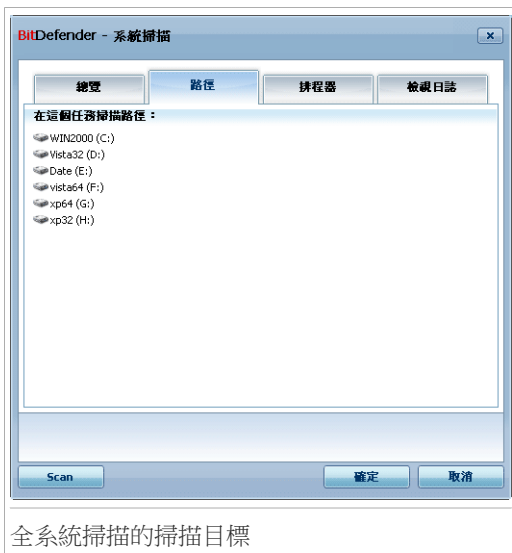 BitDefender - 系統掃描
總覽 路徑 排程器 檢視日誌
在這個任務掃描路徑：
WIN2000 (C:)
Vista32 (D:)
Date (E:)
vista64 (F:)
xp64 (G:)
xp32 (H:)
Scan 確定 取消
全系統掃描的掃描目標